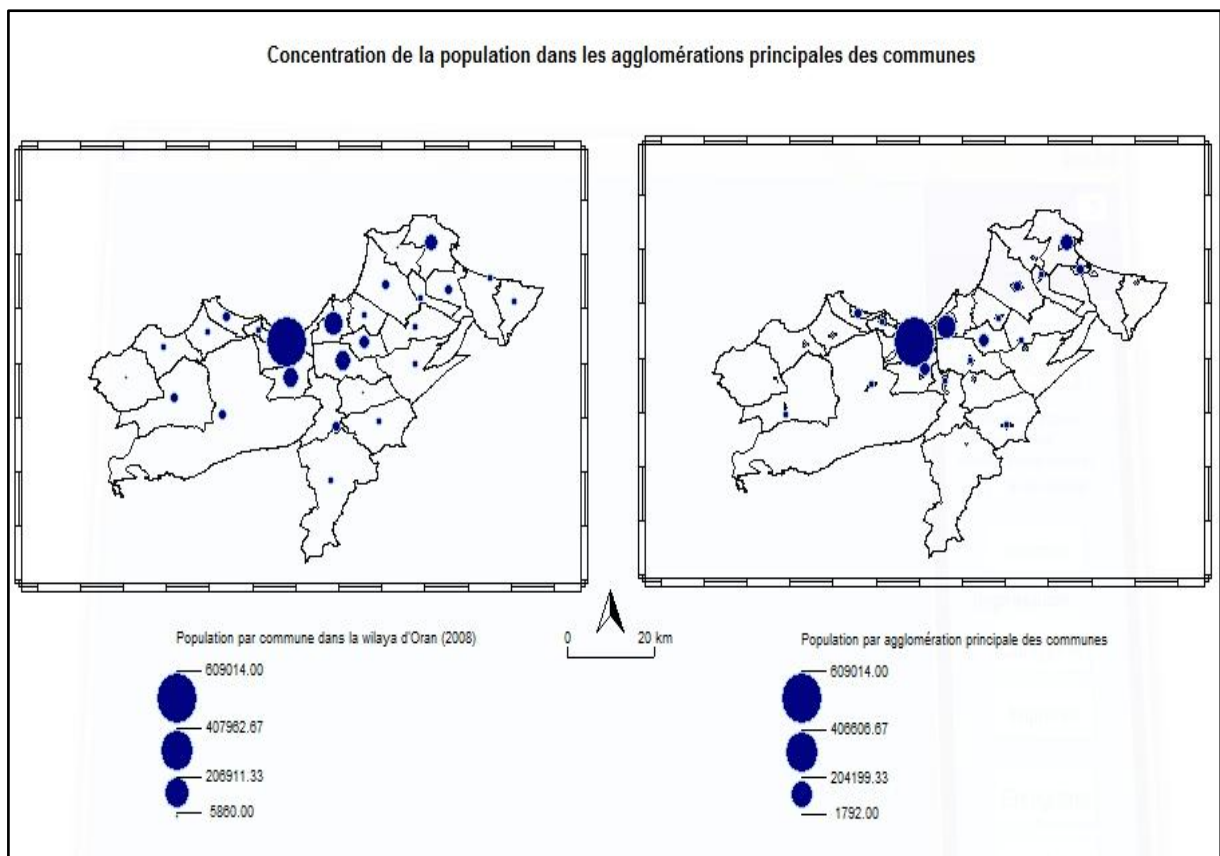 Concentration de la population dans les agglomérations principales des communes
0 20 km
Population par commune dans la wilaya d'Oran (2008)
609014.00
407962.67
206911.33
5860.00
Population par agglomération principale des communes
609014.00
406606.67
204199.33
1792.00